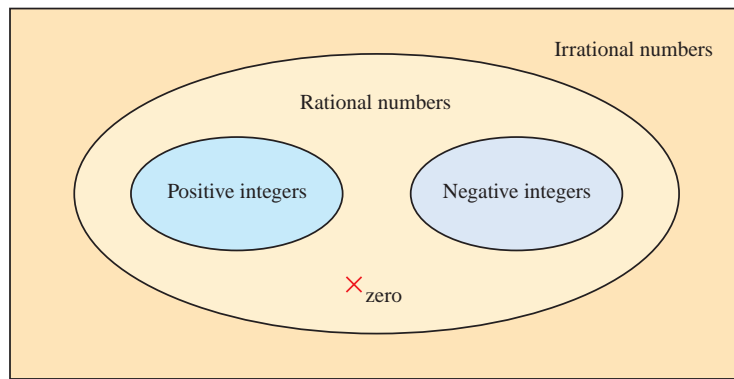 Irrational numbers
Rational numbers
Positive integers
Negative integers
zero